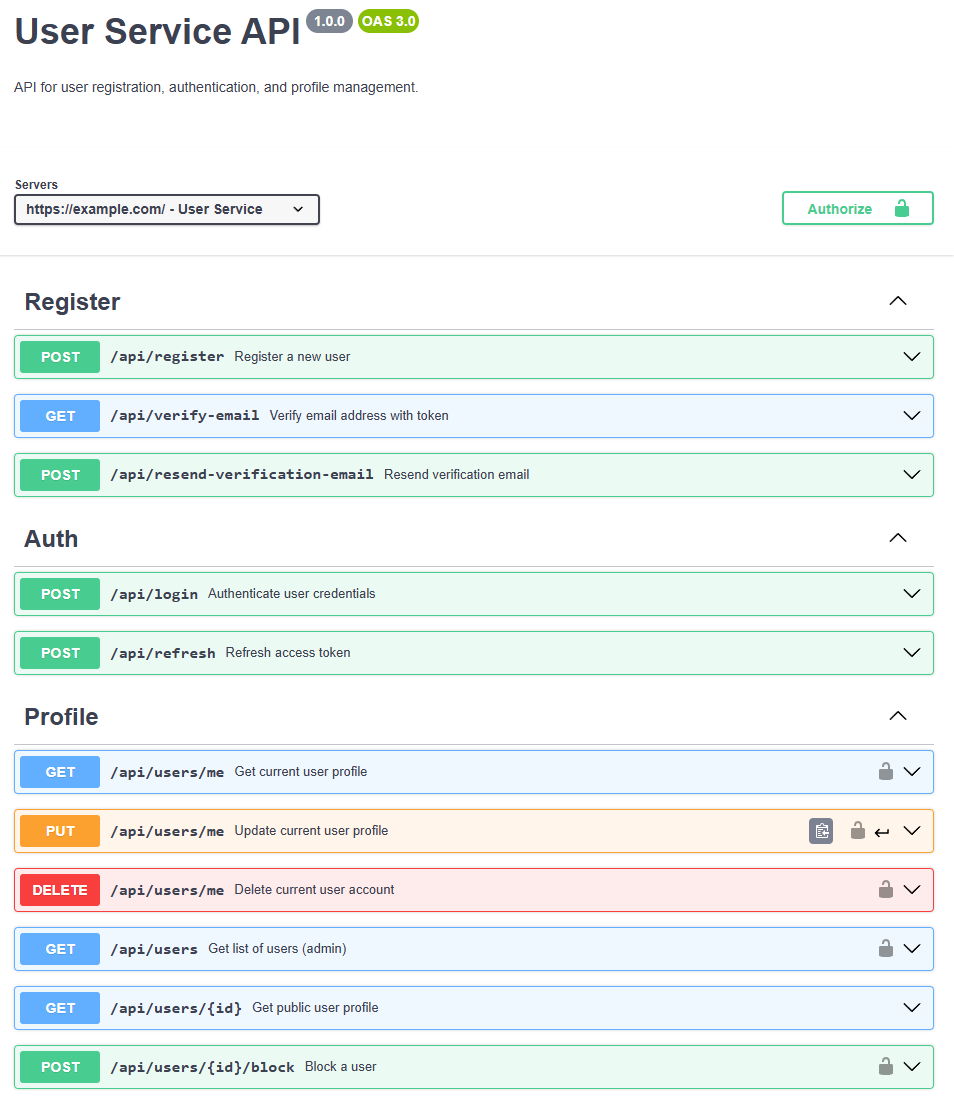 User Service API 1.0.0 OAS 3.0
API for user registration, authentication, and profile management.
Servers
https://example.com/ - User Service
Authorize
Register
POST /api/register Register a new user
GET /api/verify-email Verify email address with token
POST /api/resend-verification-email Resend verification email
Auth
POST /api/login Authenticate user credentials
POST /api/refresh Refresh access token
Profile
GET /api/users/me Get current user profile
PUT /api/users/me Update current user profile
DELETE /api/users/me Delete current user account
GET /api/users Get list of users (admin)
GET /api/users/{id} Get public user profile
POST /api/users/{id}/block Block a user